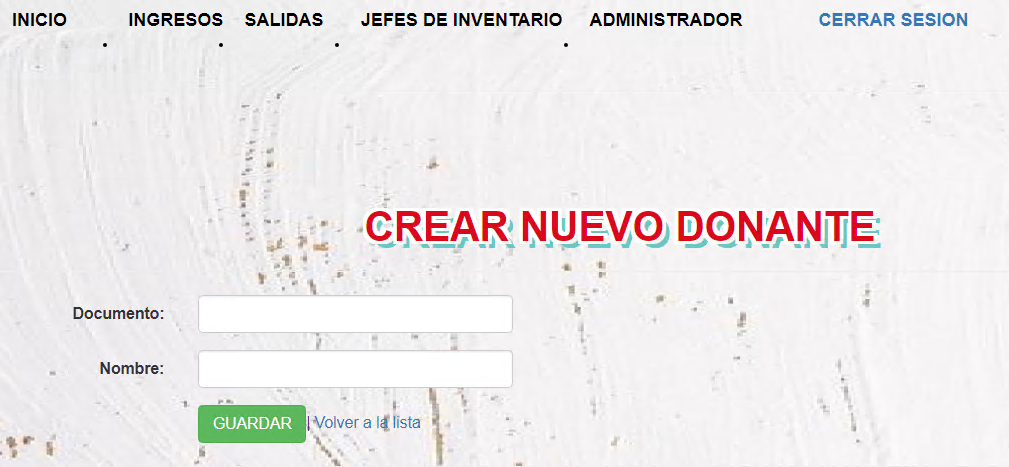 INICIO INGRESOS SALIDAS JEFES DE INVENTARIO ADMINISTRADOR CERRAR SESION
CREAR NUEVO DONANTE
Documento:
Nombre:
GUARDAR | Volver a la lista